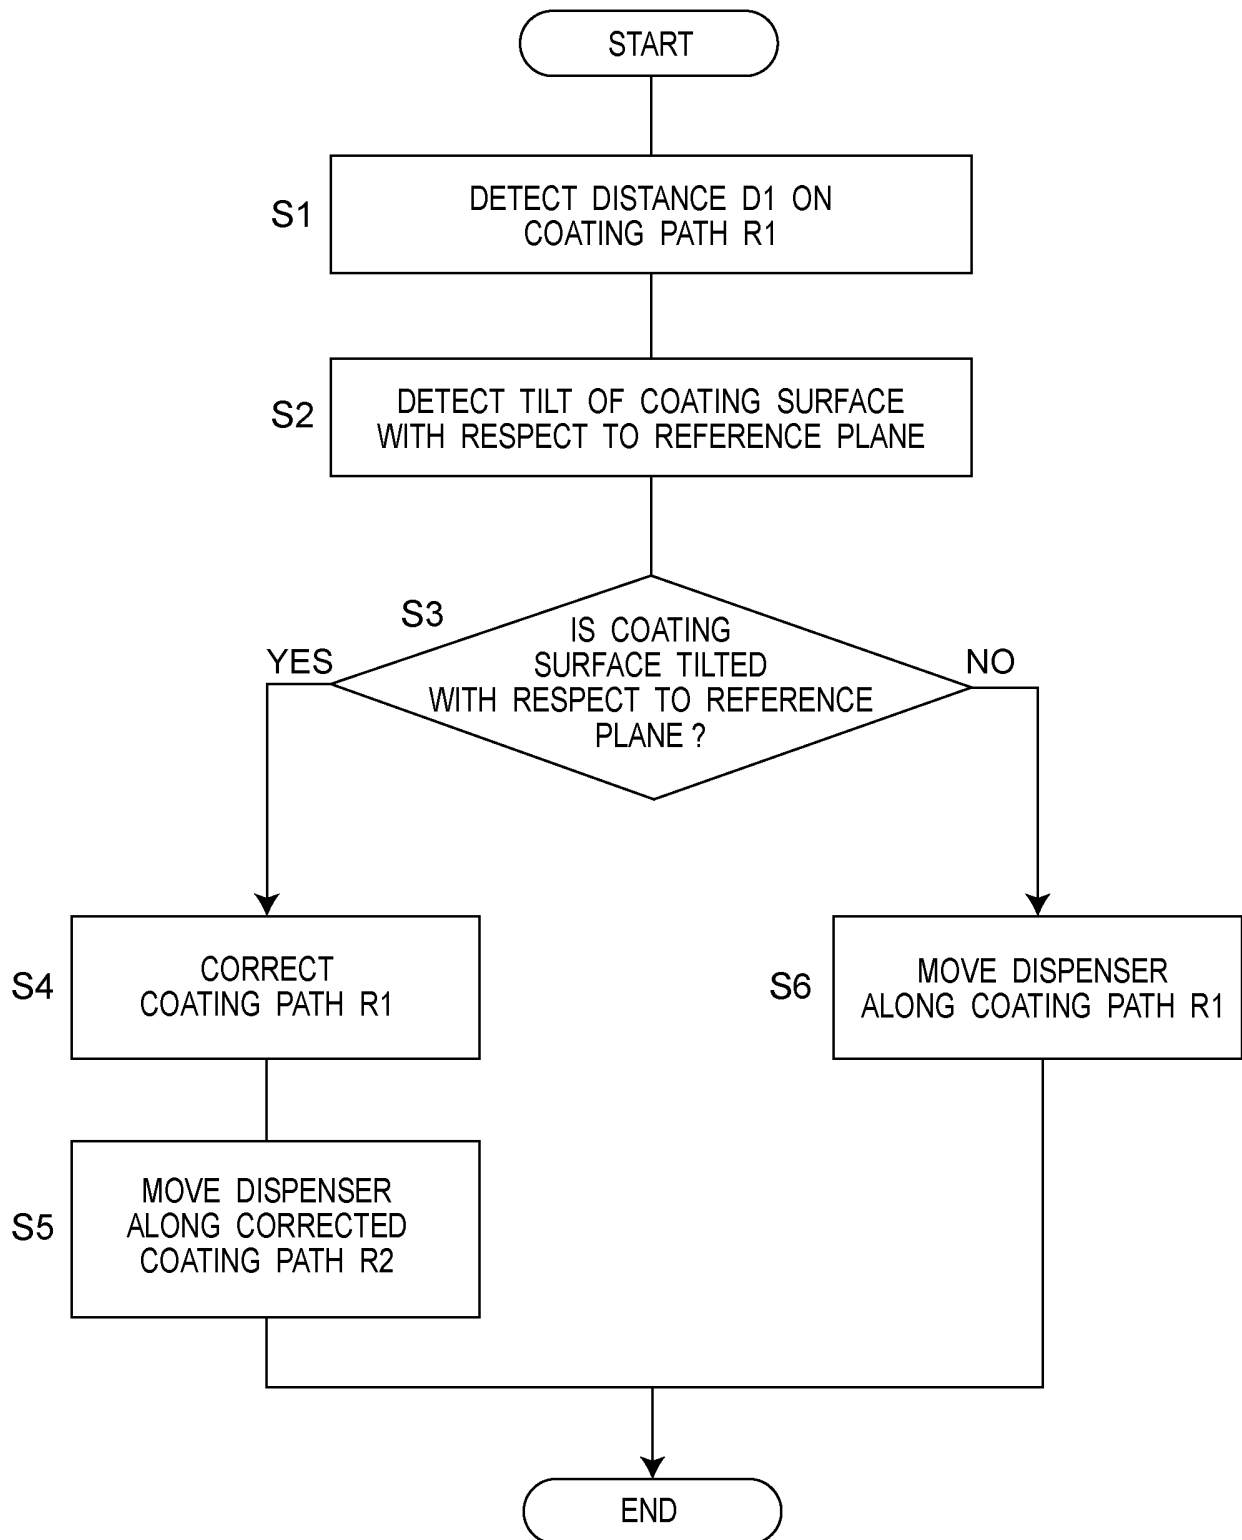 START
S1
DETECT DISTANCE D1 ON
COATING PATH R1
S2
DETECT TILT OF COATING SURFACE
WITH RESPECT TO REFERENCE PLANE
S3
IS COATING
SURFACE TILTED
WITH RESPECT TO REFERENCE
PLANE ?
YES
NO
S4
CORRECT
COATING PATH R1
S6
MOVE DISPENSER
ALONG COATING PATH R1
S5
MOVE DISPENSER
ALONG CORRECTED
COATING PATH R2
END